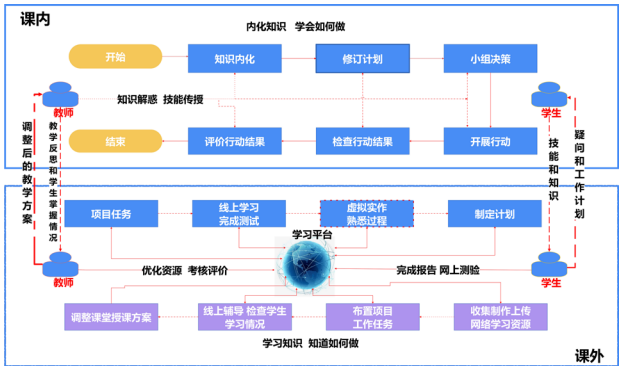 课内
内化知识 学会如何做
开始
知识内化
修订计划
小组决策
教师
知识解惑 技能传授
学生
结束
评价行动结果
检查行动结果
开展行动
调整后的教学方案
教学反思和学生掌握情况
技能和知识
疑问和工作计划
项目任务
线上学习
完成测试
虚拟实作
熟悉过程
制定计划
学习平台
教师
优化资源 考核评价
完成报告 网上测验
学生
调整课堂授课方案
线上辅导 检查学生
学习情况
布置项目
工作任务
收集制作上传
网络学习资源
学习知识 知道如何做
课外